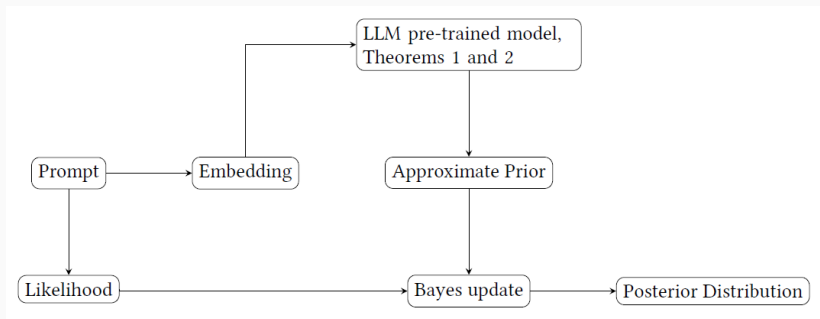 LLM pre-trained model,
Theorems 1 and 2
Prompt
Embedding
Approximate Prior
Likelihood
Bayes update
Posterior Distribution